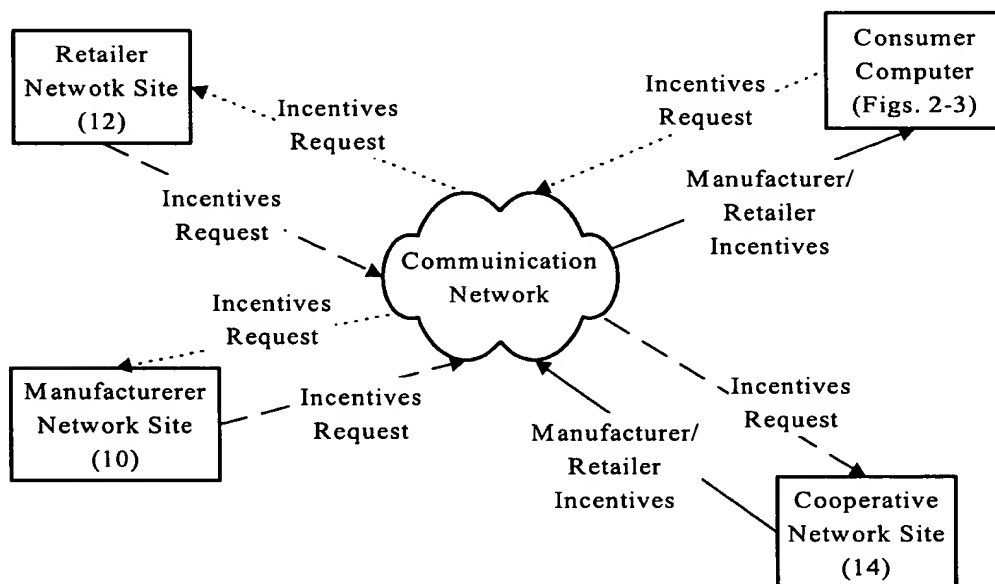 Retailer
Netwotk Site
(12)
Consumer
Computer
(Figs. 2-3)
Incentives
Request
Incentives
Request
Incentives
Request
Manufacturer/
Retailer
Incentives
Commuinication
Network
Incentives
Request
Manufacturerer
Network Site
(10)
Incentives
Request
Manufacturer/
Retailer
Incentives
Incentives
Request
Cooperative
Network Site
(14)